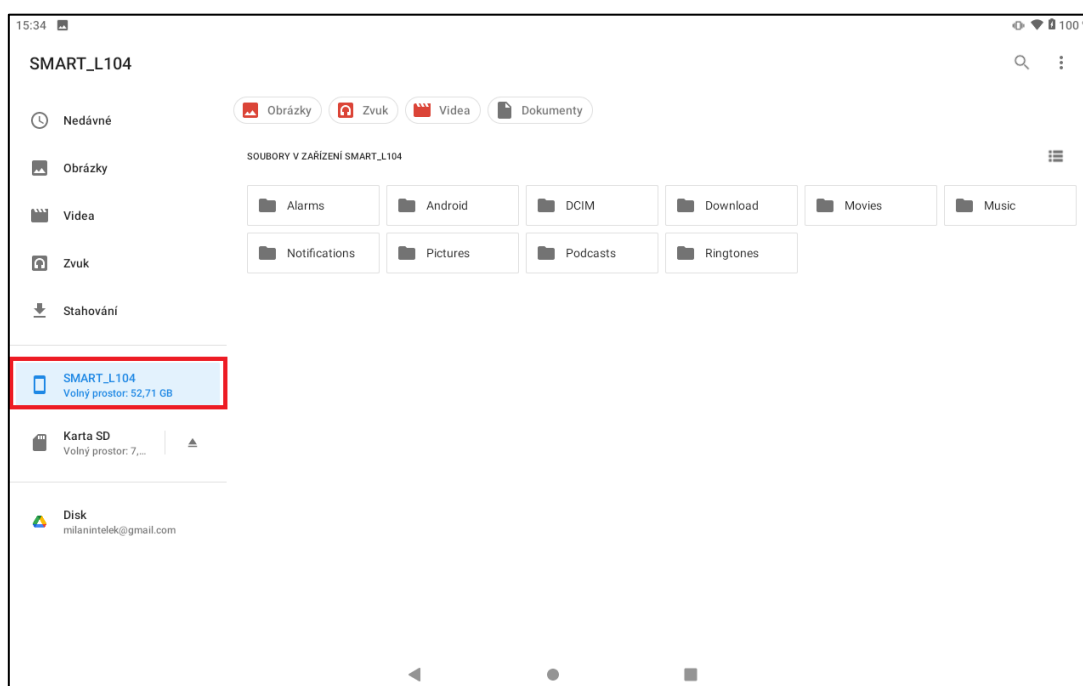 15:34
100
SMART_L104
Nedávné
Obrázky
Videa
Zvuk
Stahování
SMART_L104
Volný prostor: 52,71 GB
Karta SD
Volný prostor: 7,...
Disk
milanintelek@gmail.com
Obrázky
Zvuk
Videa
Dokumenty
SOUBORY V ZAŘÍZENÍ SMART_L104
Alarms
Android
DCIM
Download
Movies
Music
Notifications
Pictures
Podcasts
Ringtones